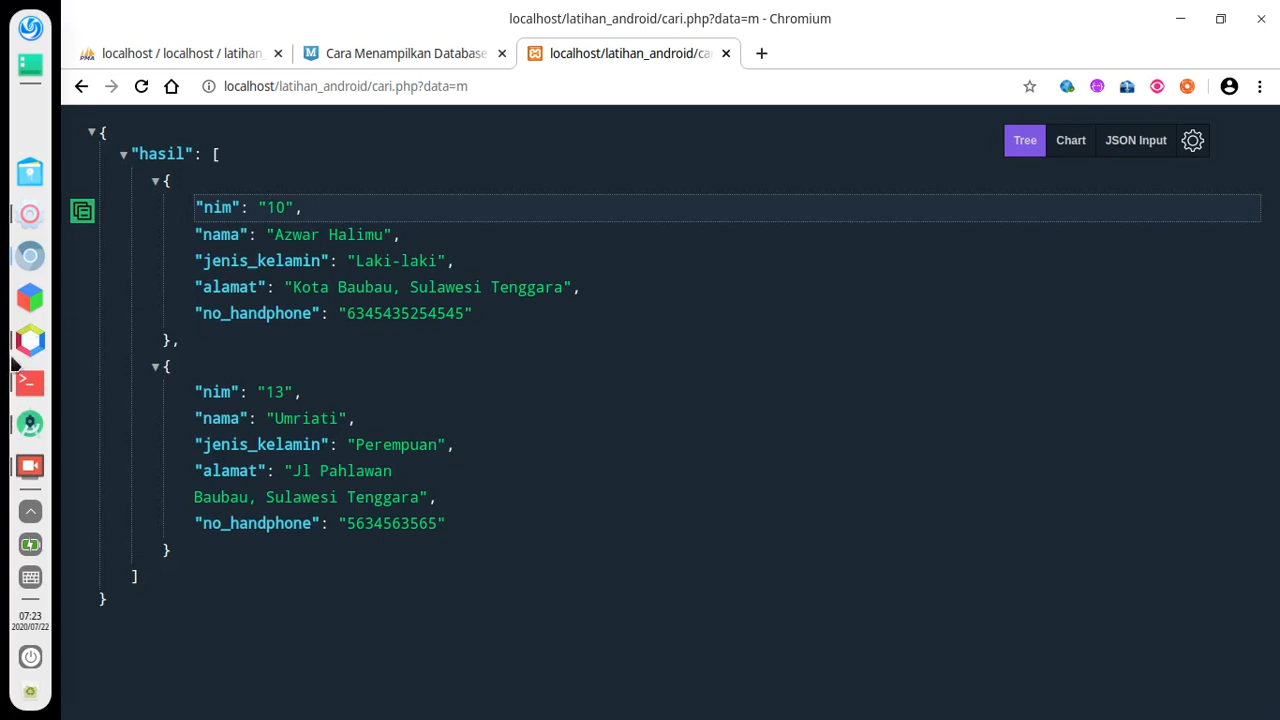 localhost/latihan_android/cari.php?data=m - Chromium
localhost / localhost / latihan
Cara Menampilkan Database
localhost/latihan_android/ca
localhost/latihan_android/cari.php?data=m
Tree
Chart
JSON Input
{
"hasil": [
{
"nim": "10",
"nama": "Azwar Halimu",
"jenis_kelamin": "Laki-laki",
"alamat": "Kota Baubau, Sulawesi Tenggara",
"no_handphone": "6345435254545"
},
{
"nim": "13",
"nama": "Umriati",
"jenis_kelamin": "Perempuan",
"alamat": "Jl Pahlawan
Baubau, Sulawesi Tenggara",
"no_handphone": "5634563565"
}
]
}
07:23
2020/07/22